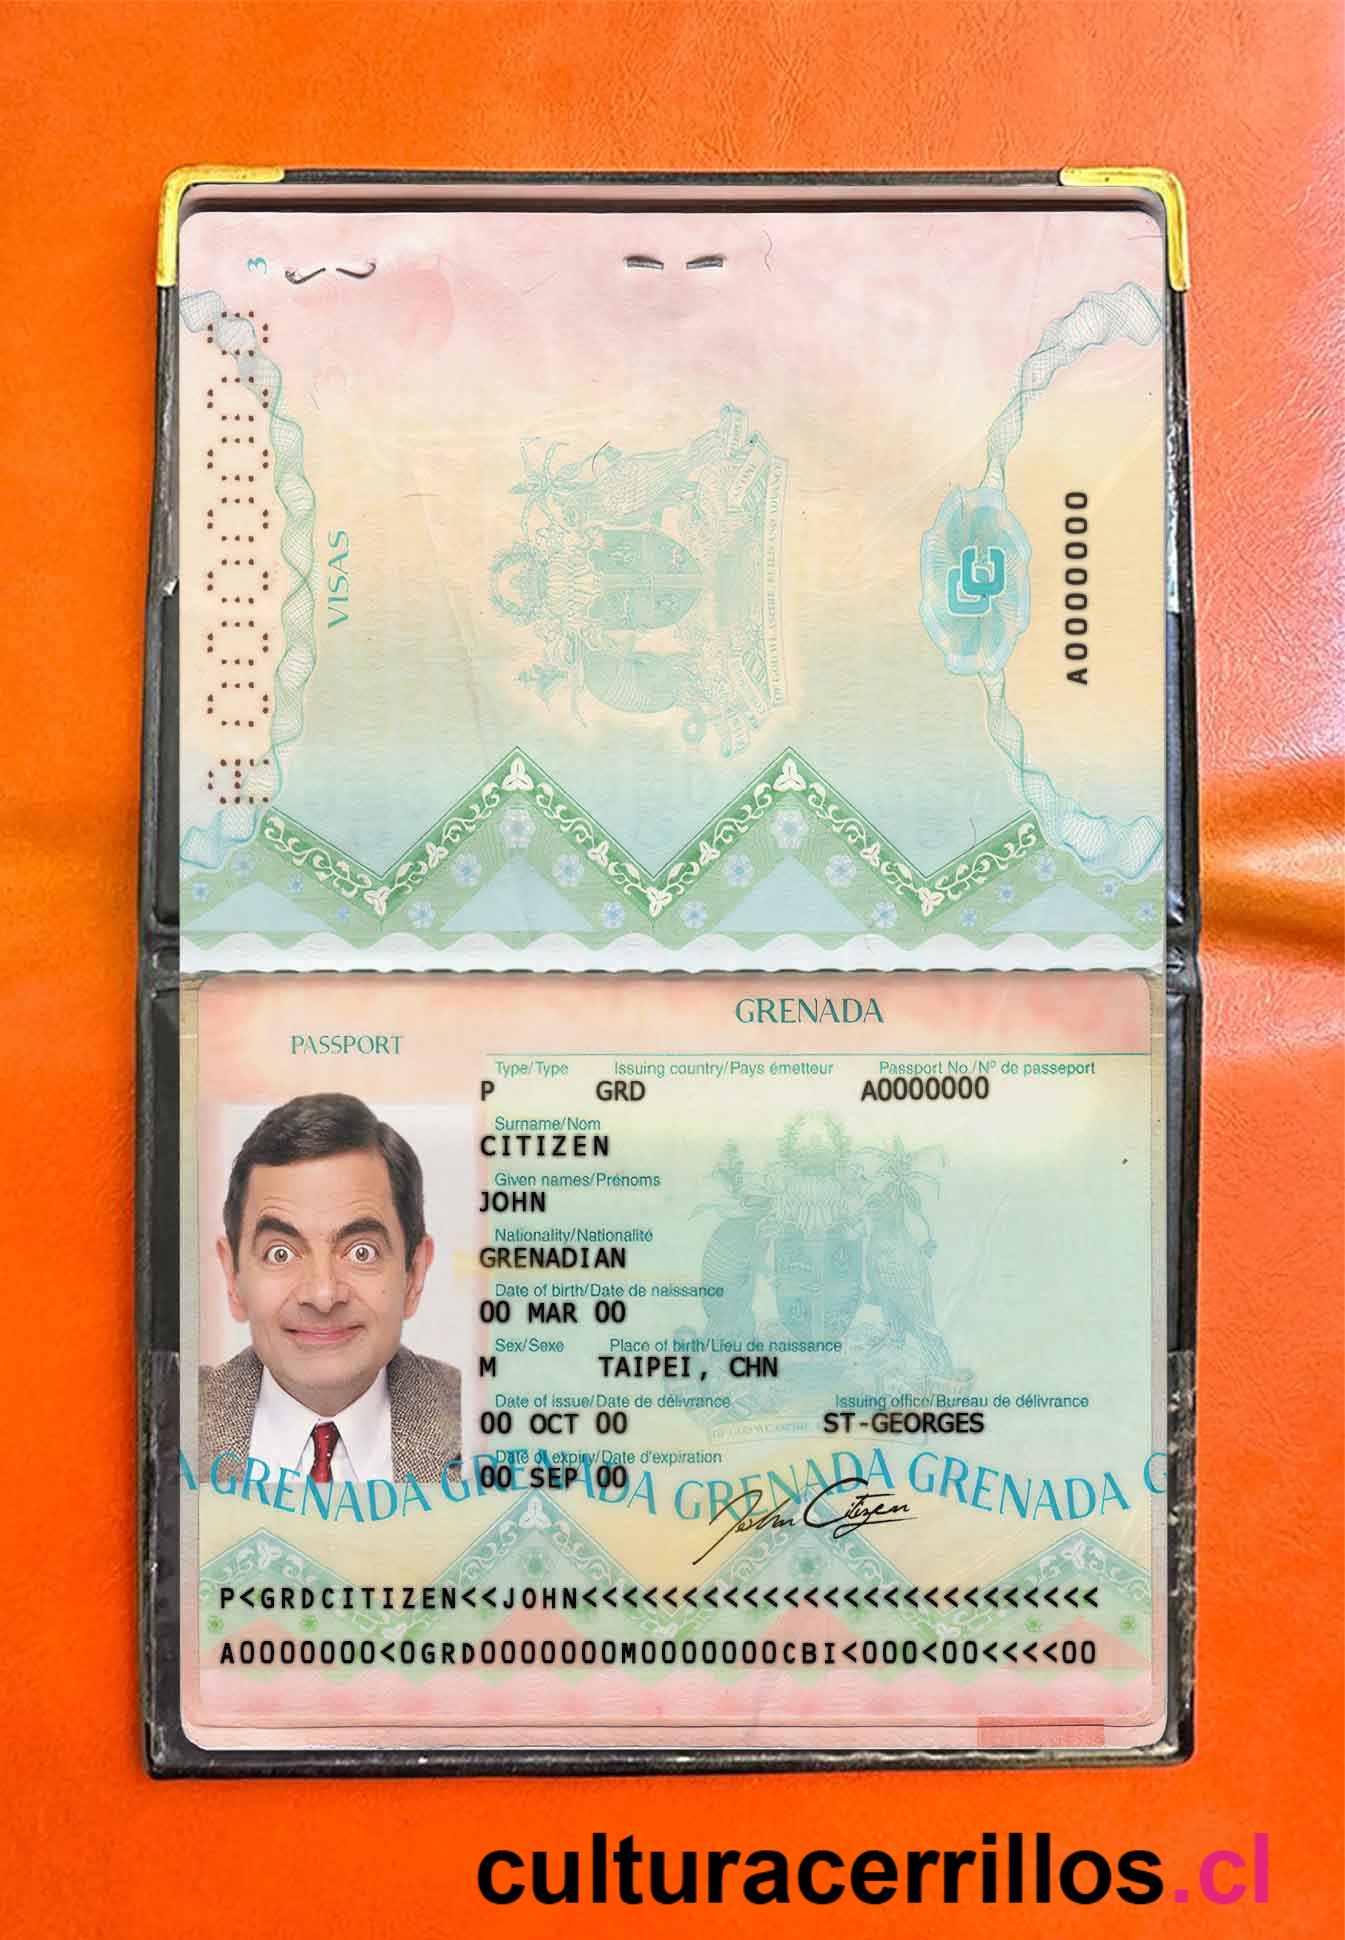 3
VISAS
A0000000
A0000000
GRENADA
PASSPORT
Type/Type Issuing country/Pays émetteur Passport No./Nº de passeport
P GRD A0000000
Surname/Nom
CITIZEN
Given names/Prénoms
JOHN
Nationality/Nationalité
GRENADIAN
Date of birth/Date de naissance
00 MAR 00
Sex/Sexe Place of birth/Lieu de naissance
M TAIPEI, CHN
Date of issue/Date de délivrance Issuing office/Bureau de délivrance
00 OCT 00 ST-GEORGES
Date of expiry/Date d'expiration
00 SEP 00
A GRENADA GRENADA GRENADA GRENADA G
John Citizen
P<GRDCITIZEN<<JOHN<<<<<<<<<<<<<<<<<<<<<<<<<<
A0000000<0GRD0000000M0000000CBI<000<00<<<<00
culturacerrillos.cl